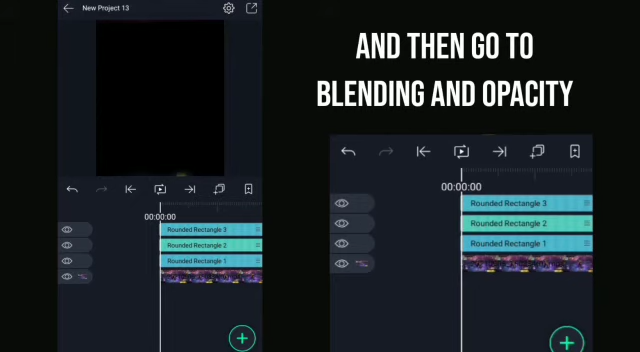 New Project 13
AND THEN GO TO
BLENDING AND OPACITY
00:00:00
Rounded Rectangle 3
Rounded Rectangle 2
Rounded Rectangle 1
00:00:00
Rounded Rectangle 3
Rounded Rectangle 2
Rounded Rectangle 1